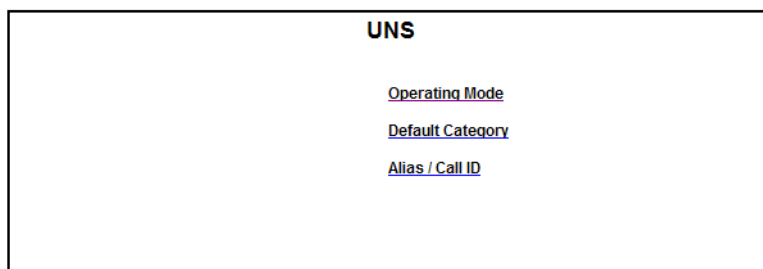 UNS
Operating Mode
Default Category
Alias / Call ID